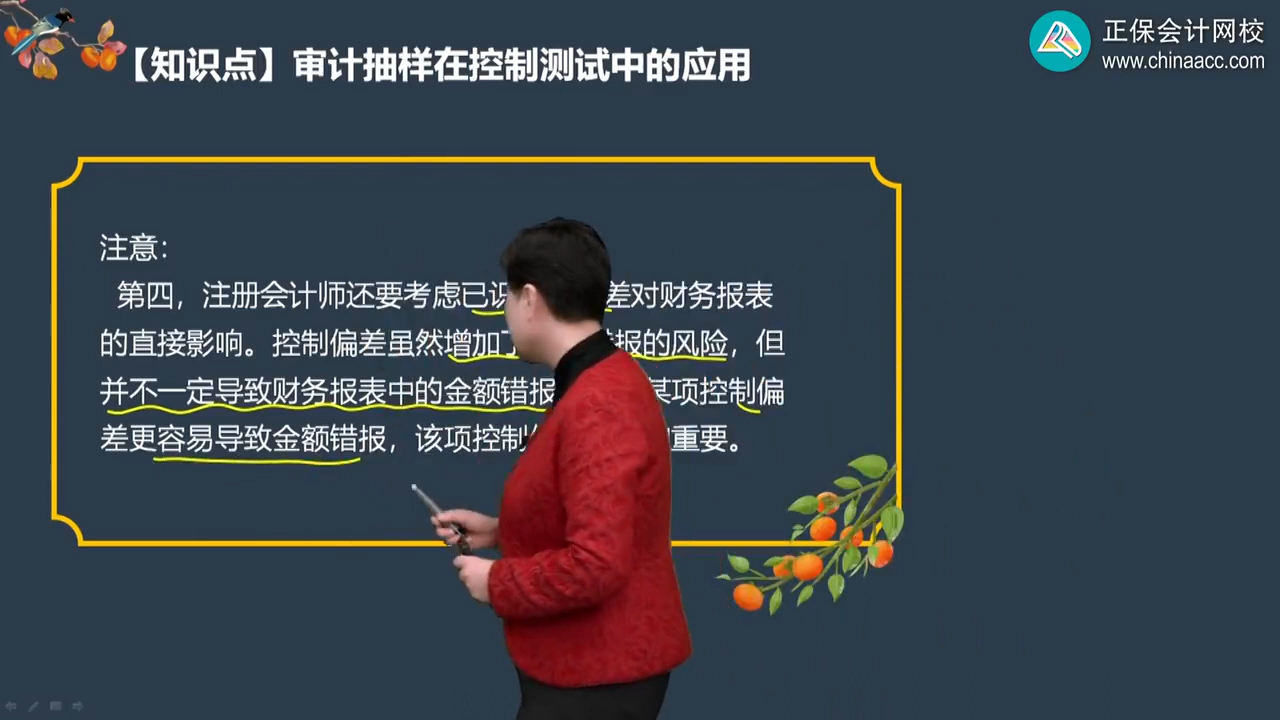 正保会计网校
www.chinaacc.com
【知识点】审计抽样在控制测试中的应用
注意：
第四，注册会计师还要考虑已识 差对财务报表
的直接影响。控制偏差虽然增加了 报的风险，但
并不一定导致财务报表中的金额错报 某项控制偏
差更容易导致金额错报，该项控制 重要。